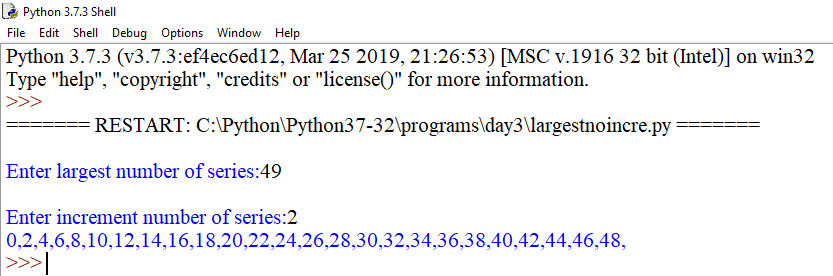 Python 3.7.3 Shell
File Edit Shell Debug Options Window Help
Python 3.7.3 (v3.7.3:ef4ec6ed12, Mar 25 2019, 21:26:53) [MSC v.1916 32 bit (Intel)] on win32
Type "help", "copyright", "credits" or "license()" for more information.
>>>
======= RESTART: C:\Python\Python37-32\programs\day3\largestnoincre.py =======
Enter largest number of series:49
Enter increment number of series:2
0,2,4,6,8,10,12,14,16,18,20,22,24,26,28,30,32,34,36,38,40,42,44,46,48,
>>>